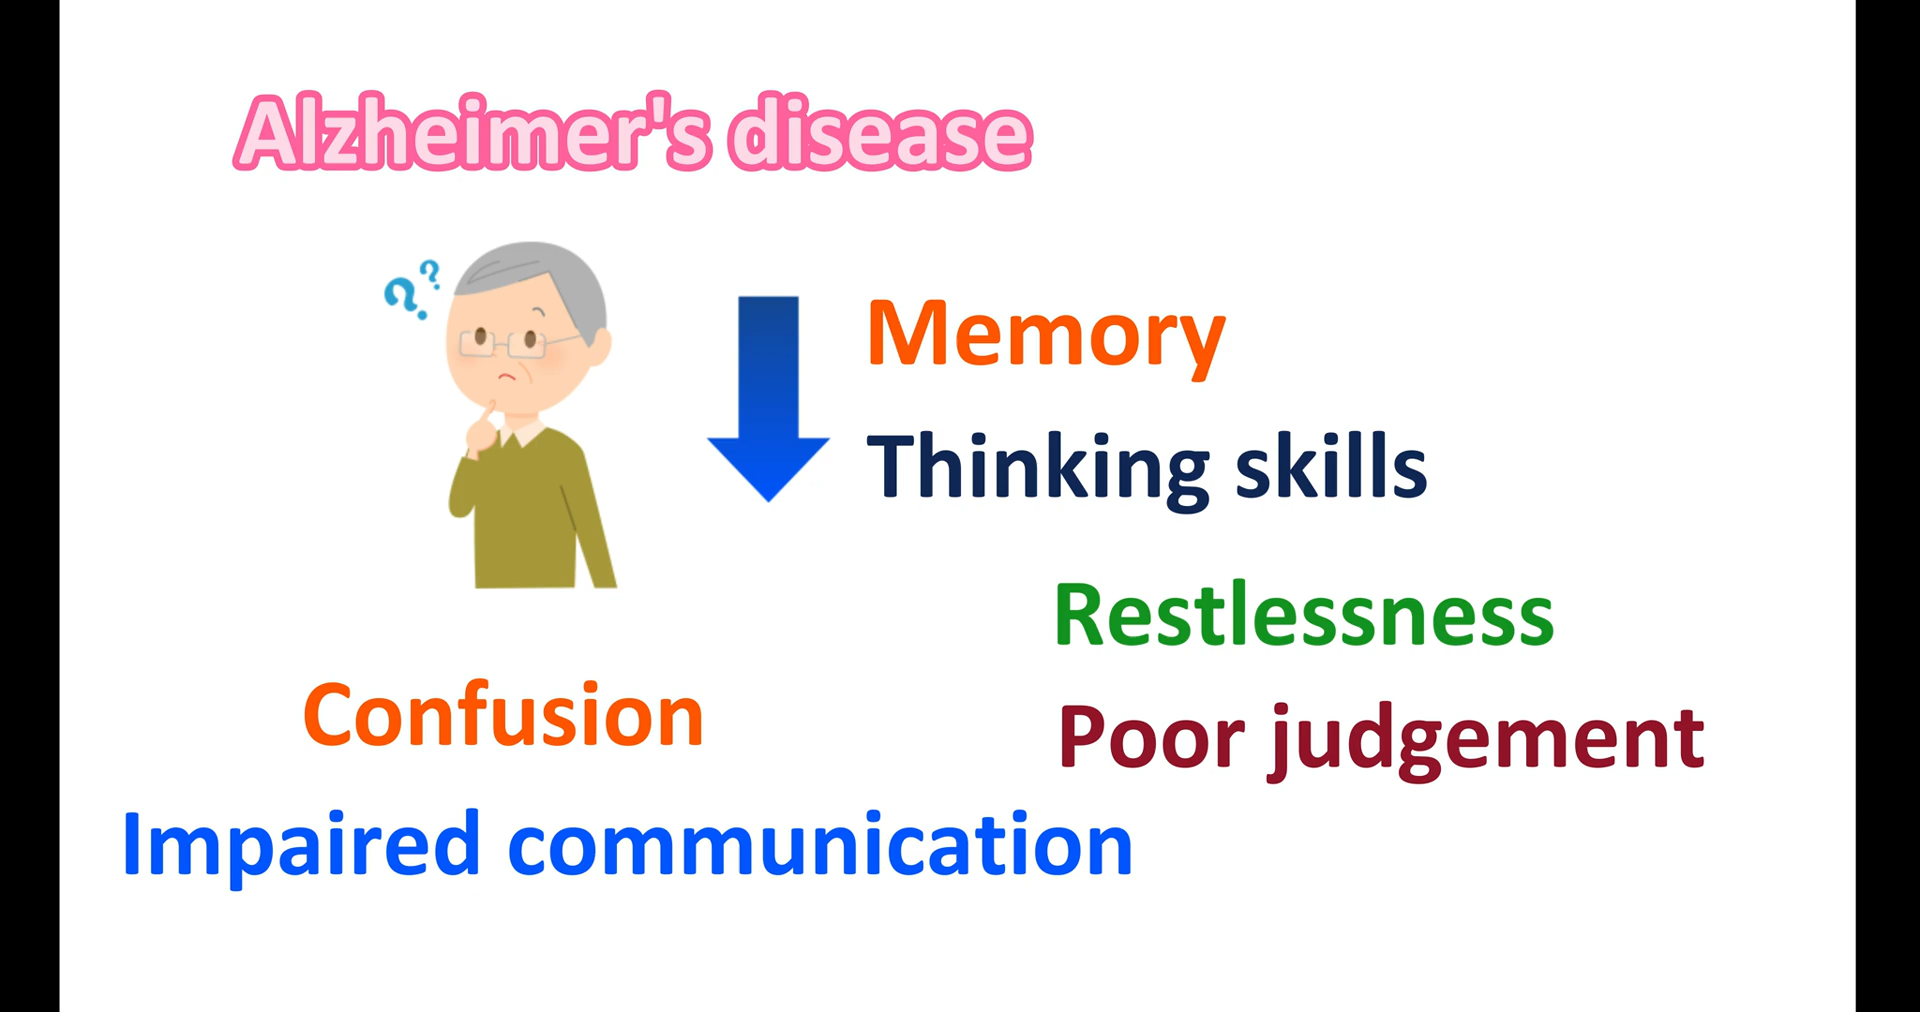 Alzheimer's disease
??
Memory
Thinking skills
Restlessness
Confusion
Poor judgement
Impaired communication